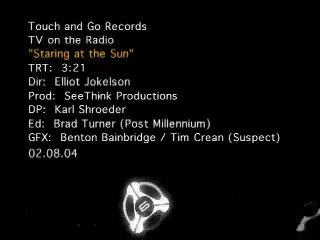 Touch and Go Records
TV on the Radio
"Staring at the Sun"
TRT: 3:21
Dir: Elliot Jokelson
Prod: SeeThink Productions
DP: Karl Shroeder
Ed: Brad Turner (Post Millennium)
GFX: Benton Bainbridge / Tim Crean (Suspect)
02.08.04